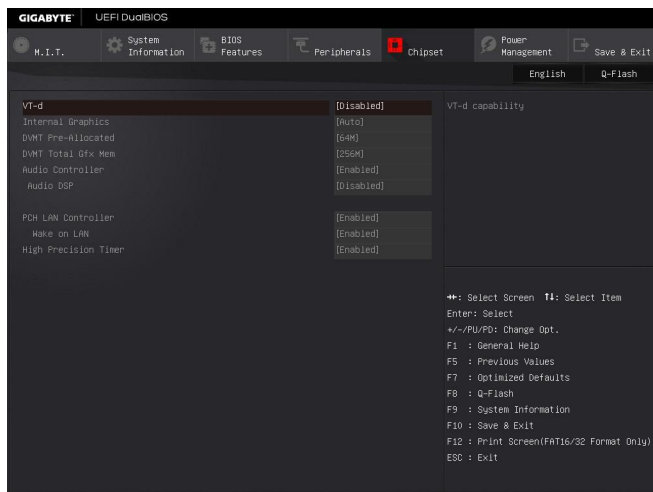 GIGABYTE™ UEFI DualBIOS
M.I.T. System Information BIOS Features Peripherals Chipset Power Management Save & Exit
English Q-Flash
VT-d [Disabled] VT-d capability
Internal Graphics [Auto]
DVMT Pre-Allocated [64M]
DVMT Total Gfx Mem [256M]
Audio Controller [Enabled]
Audio DSP [Disabled]
PCH LAN Controller [Enabled]
Wake on LAN [Enabled]
High Precision Timer [Enabled]
→←: Select Screen ↑↓: Select Item
Enter: Select
+/-/PU/PD: Change Opt.
F1 : General Help
F5 : Previous Values
F7 : Optimized Defaults
F8 : Q-Flash
F9 : System Information
F10 : Save & Exit
F12 : Print Screen(FAT16/32 Format Only)
ESC : Exit